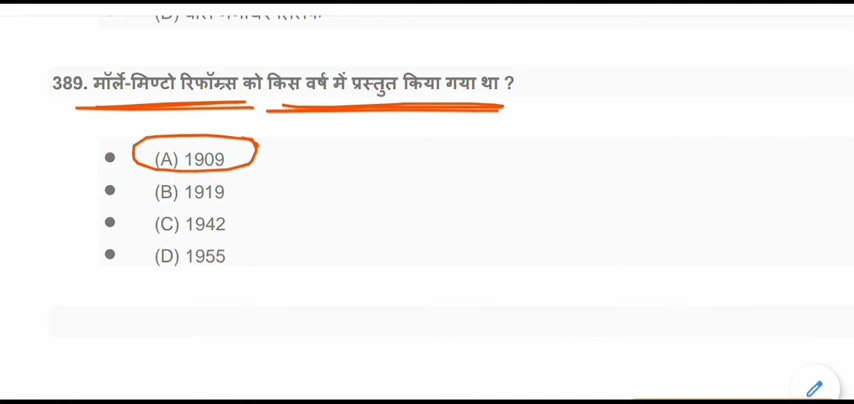 389. मॉर्ले-मिण्टो रिफॉम्र्स को किस वर्ष में प्रस्तुत किया गया था ?
(A) 1909
(B) 1919
(C) 1942
(D) 1955